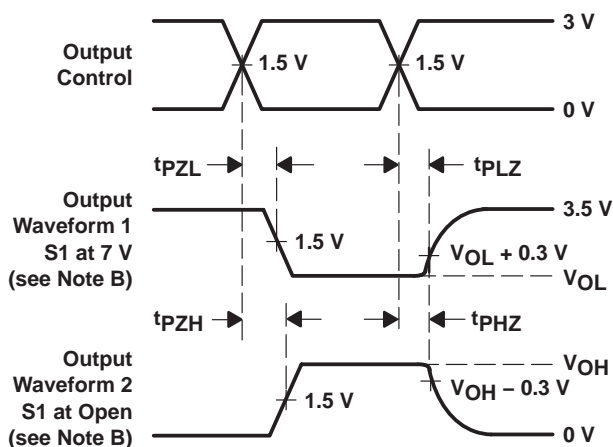 3 V
Output
Control
1.5 V
1.5 V
0 V
tPZL
tPLZ
Output
Waveform 1
S1 at 7 V
(see Note B)
3.5 V
1.5 V
VOL + 0.3 V
VOL
tPZH
tPHZ
Output
Waveform 2
S1 at Open
(see Note B)
VOH
VOH − 0.3 V
1.5 V
0 V